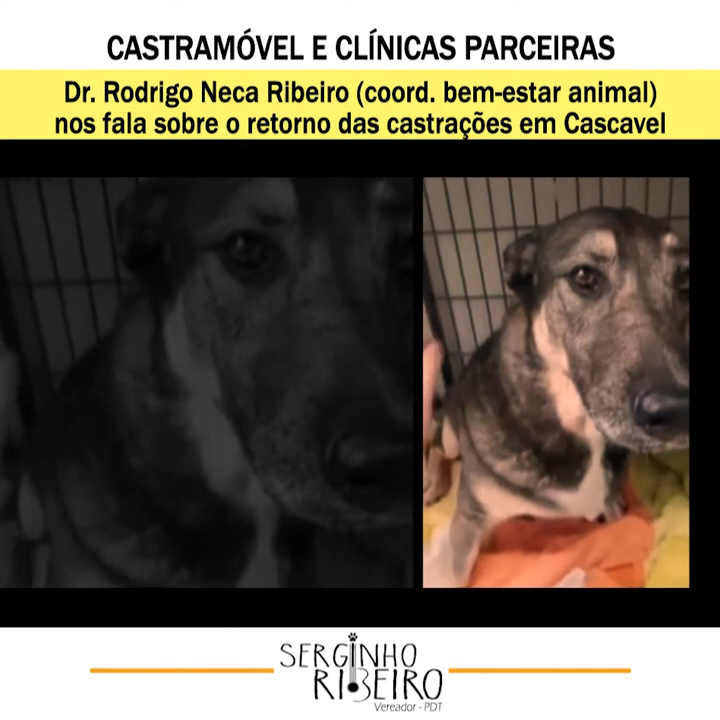 CASTRAMÓVEL E CLÍNICAS PARCEIRAS
Dr. Rodrigo Neca Ribeiro (coord. bem-estar animal)
nos fala sobre o retorno das castrações em Cascavel
SERGINHO
RIBEIRO
Vereador - PDT